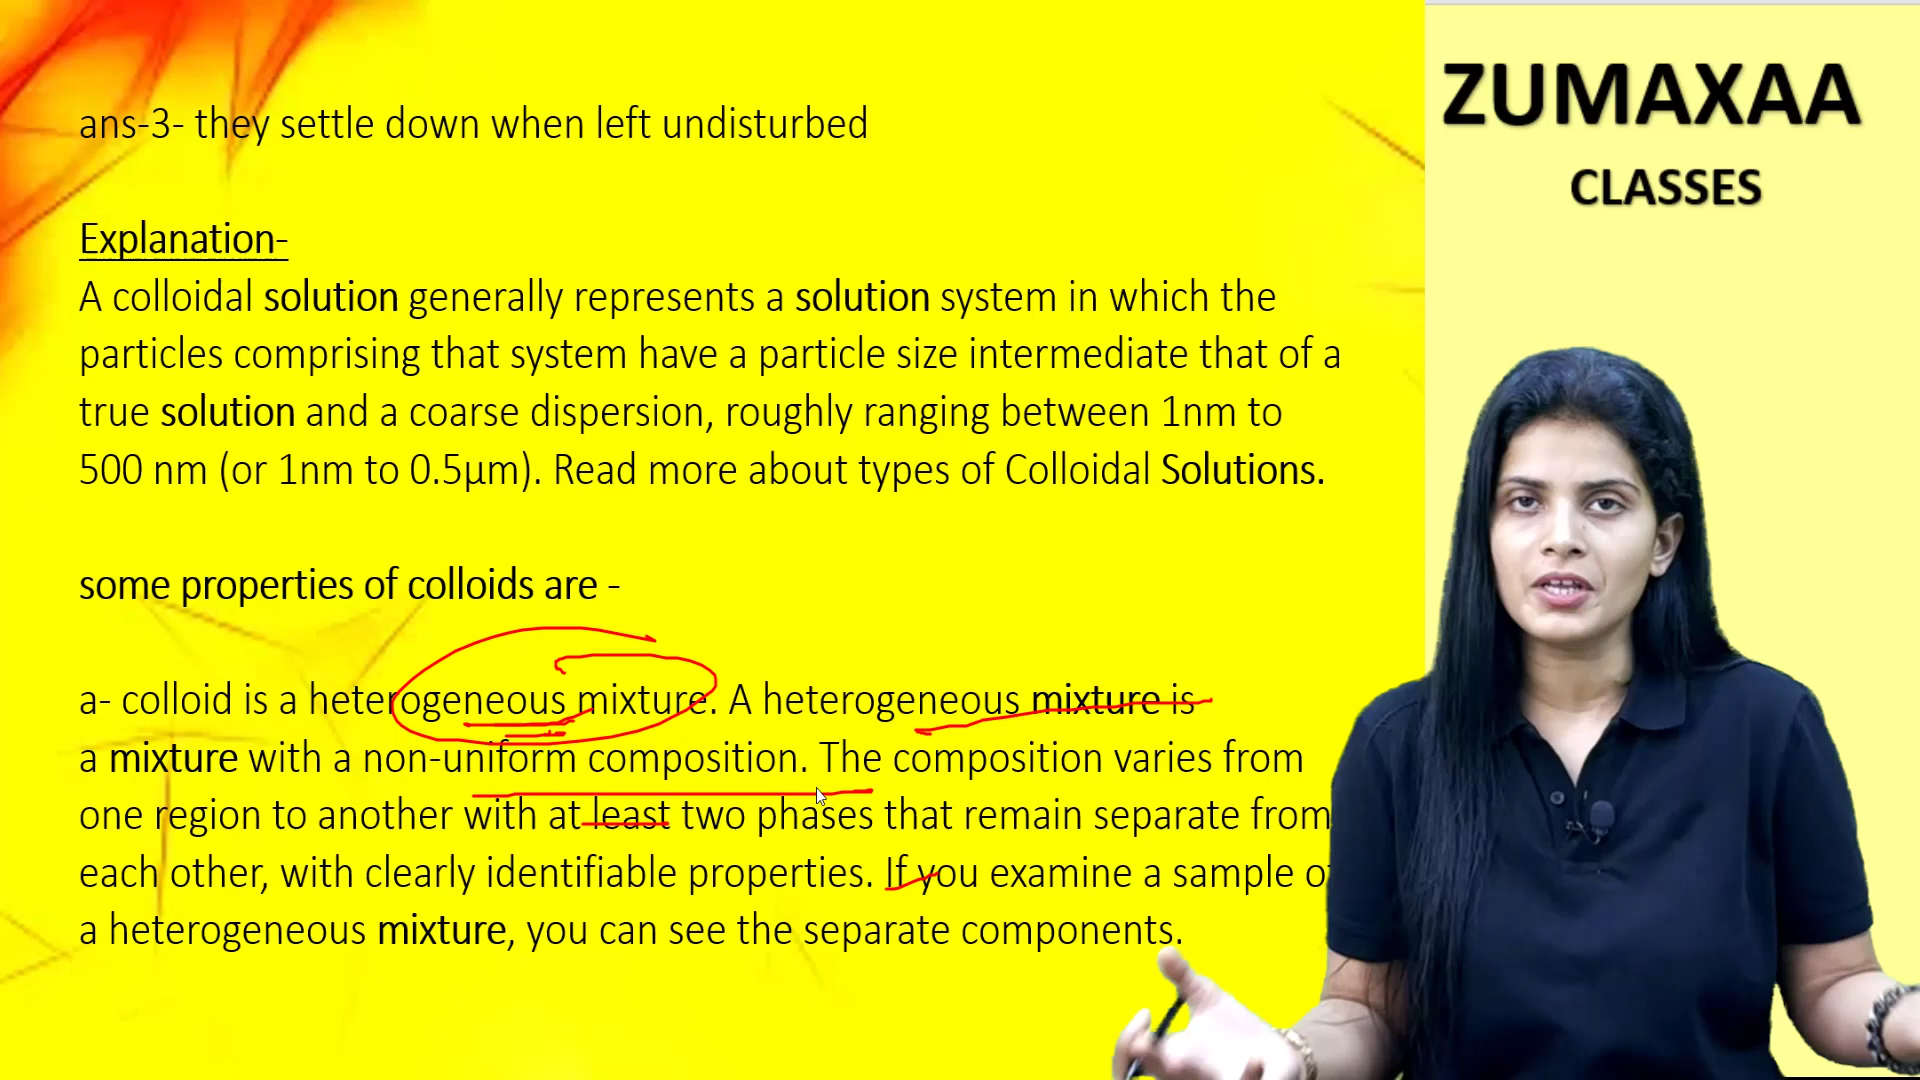 ans-3- they settle down when left undisturbed
Explanation-
A colloidal solution generally represents a solution system in which the
particles comprising that system have a particle size intermediate that of a
true solution and a coarse dispersion, roughly ranging between 1nm to
500 nm (or 1nm to 0.5μm). Read more about types of Colloidal Solutions.
some properties of colloids are -
a- colloid is a heterogeneous mixture. A heterogeneous mixture is
a mixture with a non-uniform composition. The composition varies from
one region to another with at least two phases that remain separate from
each other, with clearly identifiable properties. If you examine a sample o
a heterogeneous mixture, you can see the separate components.
ZUMAXAA
CLASSES